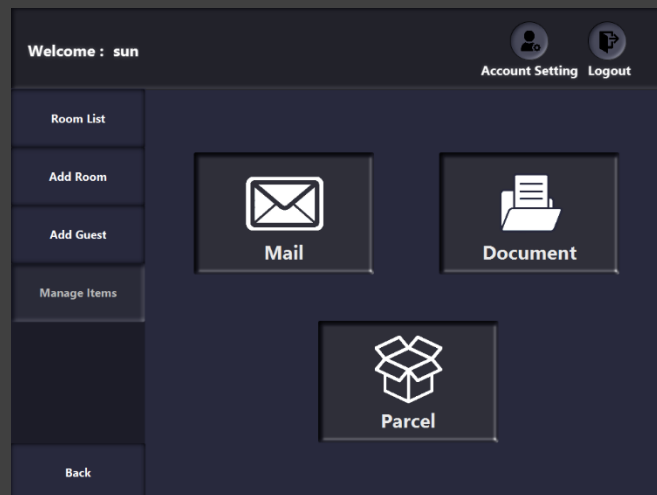 Welcome : sun
Account Setting
Logout
Room List
Add Room
Add Guest
Manage Items
Back
Mail
Document
Parcel